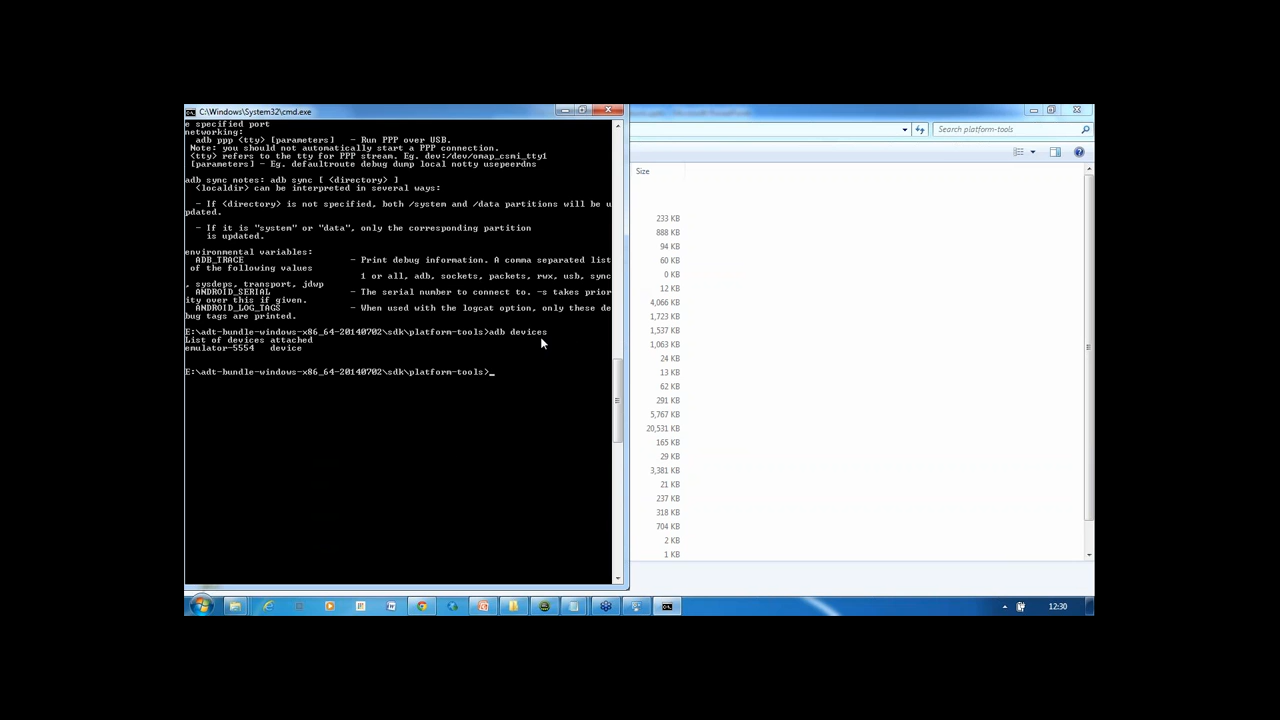 C:\Windows\System32\cmd.exe
e specified port
networking:
adb ppp <tty> [parameters] - Run PPP over USB.
Note: you should not automatically start a PPP connection.
<tty> refers to the tty for PPP stream. Eg. dev:/dev/omap_csmi_tty1
[parameters] - Eg. defaultroute debug dump local notty usepeerdns
adb sync notes: adb sync [ <directory> ]
<localdir> can be interpreted in several ways:
- If <directory> is not specified, both /system and /data partitions will be u
pdated.
- If it is "system" or "data", only the corresponding partition
is updated.
environmental variables:
ADB_TRACE - Print debug information. A comma separated list
of the following values
1 or all, adb, sockets, packets, rwx, usb, sync
, sysdeps, transport, jdwp
ANDROID_SERIAL - The serial number to connect to. -s takes prior
ity over this if given.
ANDROID_LOG_TAGS - When used with the logcat option, only these de
bug tags are printed.
E:\adt-bundle-windows-x86_64-20140702\sdk\platform-tools>adb devices
List of devices attached
emulator-5554 device
E:\adt-bundle-windows-x86_64-20140702\sdk\platform-tools>_
Search platform-tools
Size
233 KB
888 KB
94 KB
60 KB
0 KB
12 KB
4,066 KB
1,723 KB
1,537 KB
1,063 KB
24 KB
13 KB
62 KB
291 KB
5,767 KB
20,531 KB
165 KB
29 KB
3,381 KB
21 KB
237 KB
318 KB
704 KB
2 KB
1 KB
12:30